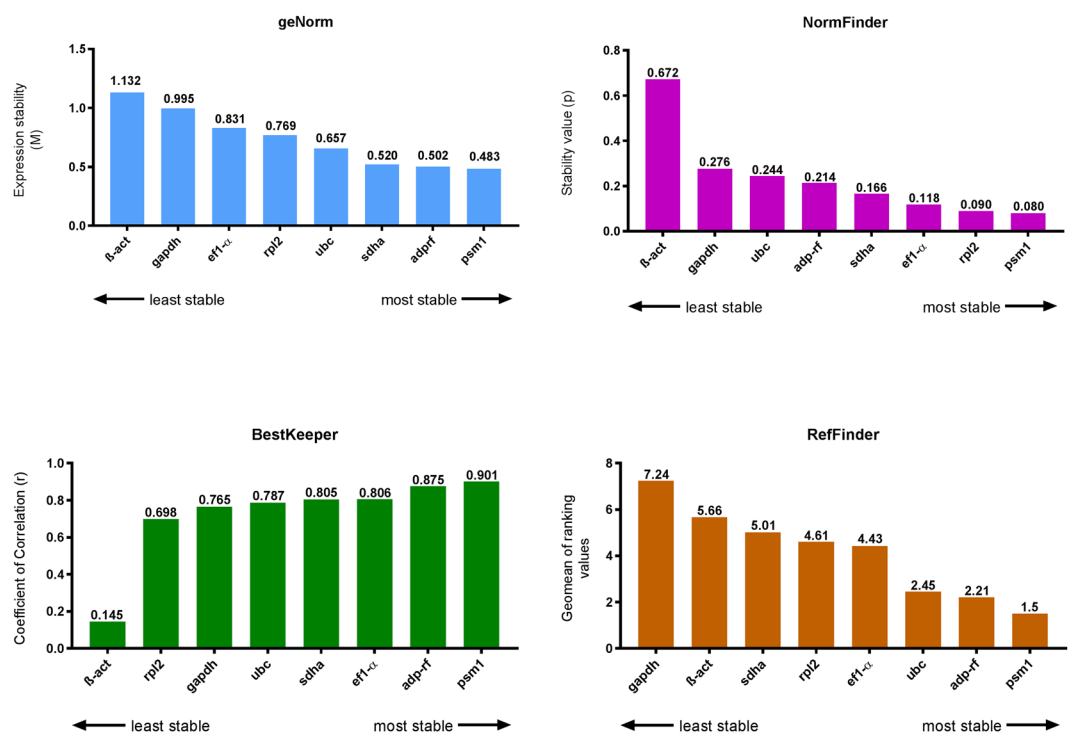 geNorm
Expression stability
(M)
1.5
1.0
0.5
0.0
1.132
0.995
0.831
0.769
0.657
0.520
0.502
0.483
ß-act
gapdh
ef1-α
rpl2
ubc
sdha
adprf
psm1
least stable
most stable
NormFinder
Stability value (p)
0.8
0.6
0.4
0.2
0.0
0.672
0.276
0.244
0.214
0.166
0.118
0.090
0.080
ß-act
gapdh
ubc
adp-rf
sdha
ef1-α
rpl2
psm1
least stable
most stable
BestKeeper
Coefficient of Correlation (r)
1.0
0.8
0.6
0.4
0.2
0.0
0.145
0.698
0.765
0.787
0.805
0.806
0.875
0.901
ß-act
rpl2
gapdh
ubc
sdha
ef1-α
adp-rf
psm1
least stable
most stable
RefFinder
Geomean of ranking
values
8
6
4
2
0
7.24
5.66
5.01
4.61
4.43
2.45
2.21
1.5
gapdh
ß-act
sdha
rpl2
ef1-α
ubc
adp-rf
psm1
least stable
most stable